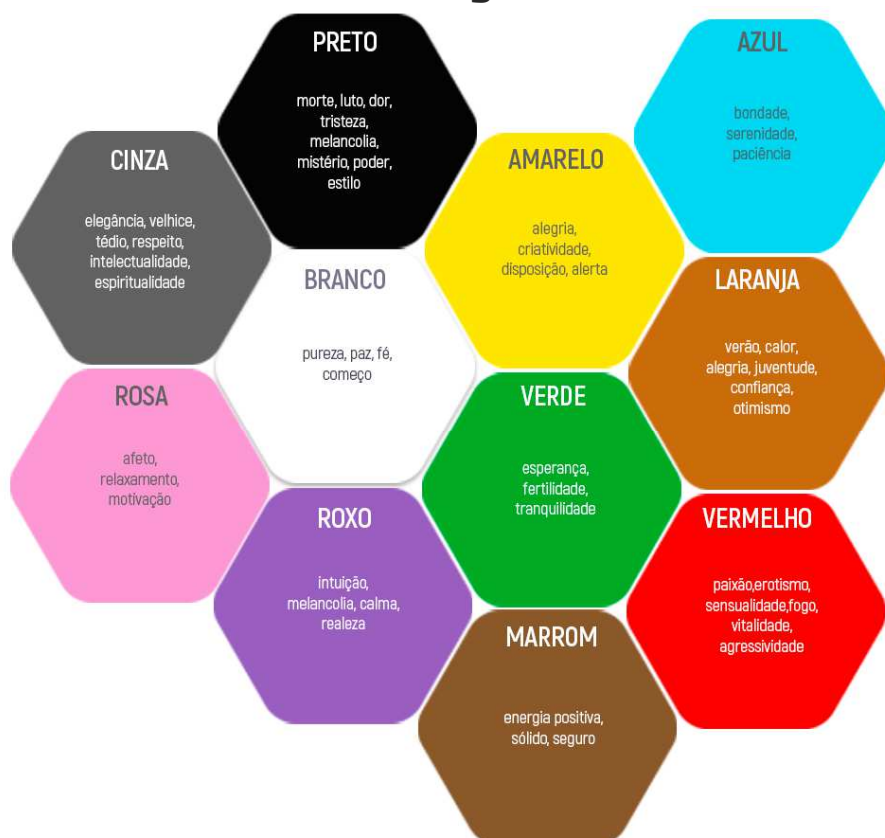 PRETO
morte, luto, dor,
tristeza,
melancolia,
mistério, poder,
estilo
AZUL
bondade,
serenidade,
paciência
CINZA
elegância, velhice,
tédio, respeito,
intelectualidade,
espiritualidade
AMARELO
alegria,
criatividade,
disposição, alerta
BRANCO
pureza, paz, fé,
começo
LARANJA
verão, calor,
alegria, juventude,
confiança,
otimismo
ROSA
afeto,
relaxamento,
motivação
VERDE
esperança,
fertilidade,
tranquilidade
ROXO
intuição,
melancolia, calma,
realeza
VERMELHO
paixão,erotismo,
sensualidade,fogo,
vitalidade,
agressividade
MARROM
energia positiva,
sólido, seguro